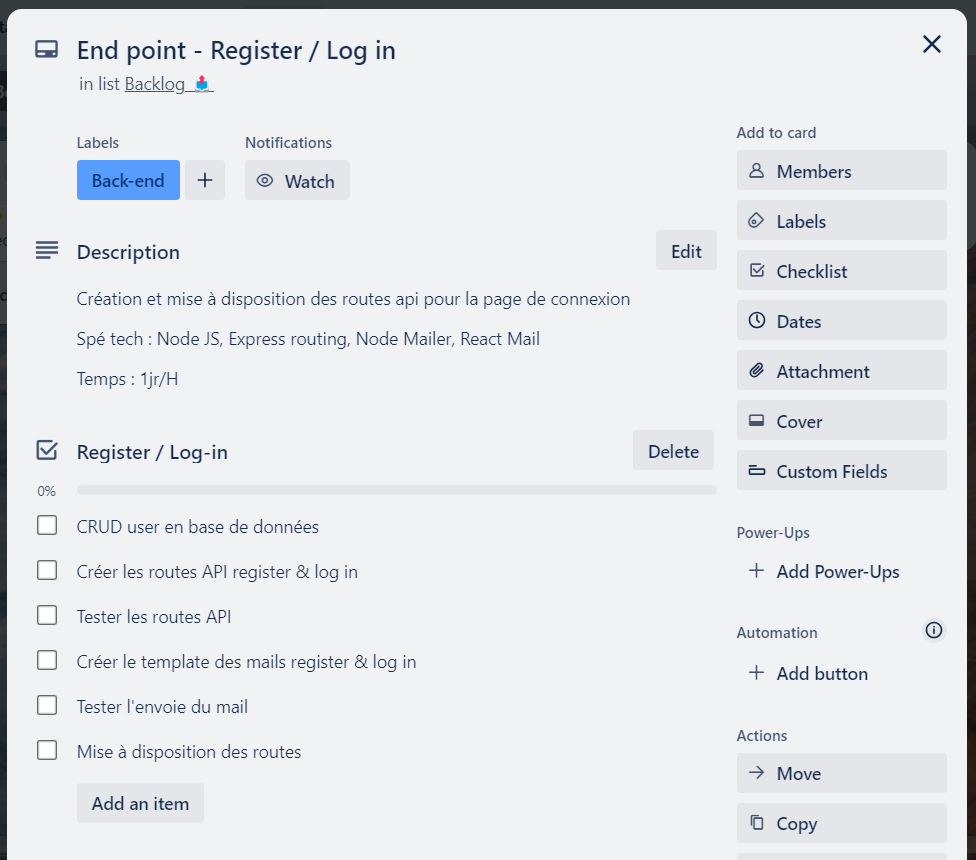 End point - Register / Log in
in list Backlog
Labels
Notifications
Back-end
Watch
Description
Edit
Création et mise à disposition des routes api pour la page de connexion
Spé tech : Node JS, Express routing, Node Mailer, React Mail
Temps : 1jr/H
Register / Log-in
Delete
0%
CRUD user en base de données
Créer les routes API register & log in
Tester les routes API
Créer le template des mails register & log in
Tester l'envoie du mail
Mise à disposition des routes
Add an item
Add to card
Members
Labels
Checklist
Dates
Attachment
Cover
Custom Fields
Power-Ups
+ Add Power-Ups
Automation
+ Add button
Actions
Move
Copy